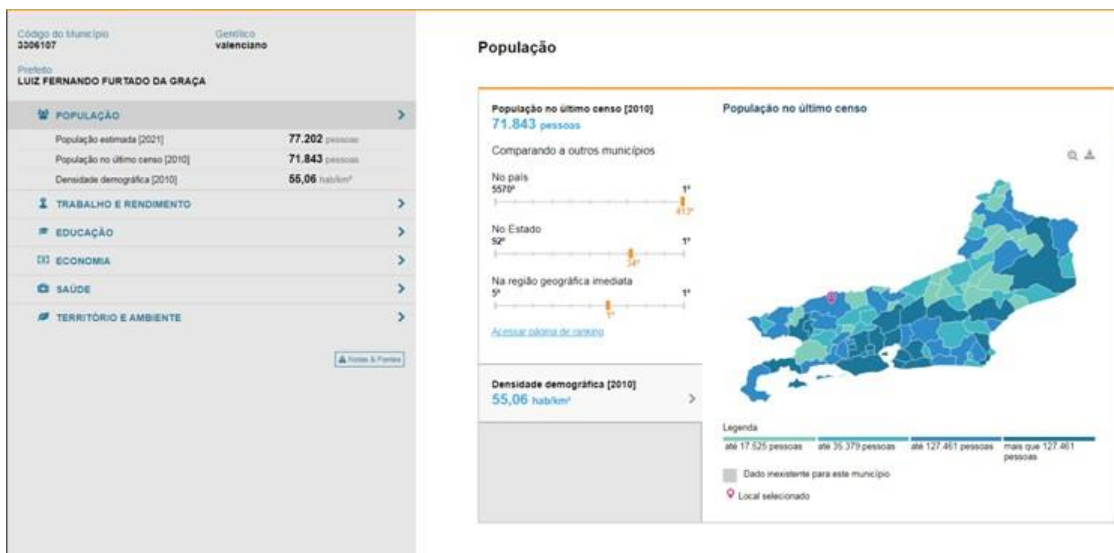 Código do Município
3306107
Gentílico
valenciano
Prefeito
LUIZ FERNANDO FURTADO DA GRAÇA
POPULAÇÃO
População estimada [2021] 77.202 pessoas
População no último censo [2010] 71.843 pessoas
Densidade demográfica [2010] 55,06 hab/km²
TRABALHO E RENDIMENTO
EDUCAÇÃO
ECONOMIA
SAÚDE
TERRITÓRIO E AMBIENTE
Notas & Fontes
População
População no último censo [2010]
71.843 pessoas
Comparando a outros municípios
No país
5570º 1º
413º
No Estado
92º 1º
34º
Na região geográfica imediata
5º 1º
Acessar página de ranking
Densidade demográfica [2010]
55,06 hab/km²
População no último censo
Legenda
até 17.525 pessoas
até 35.379 pessoas
até 127.461 pessoas
mais que 127.461
pessoas
Dado inexistente para este município
Local selecionado